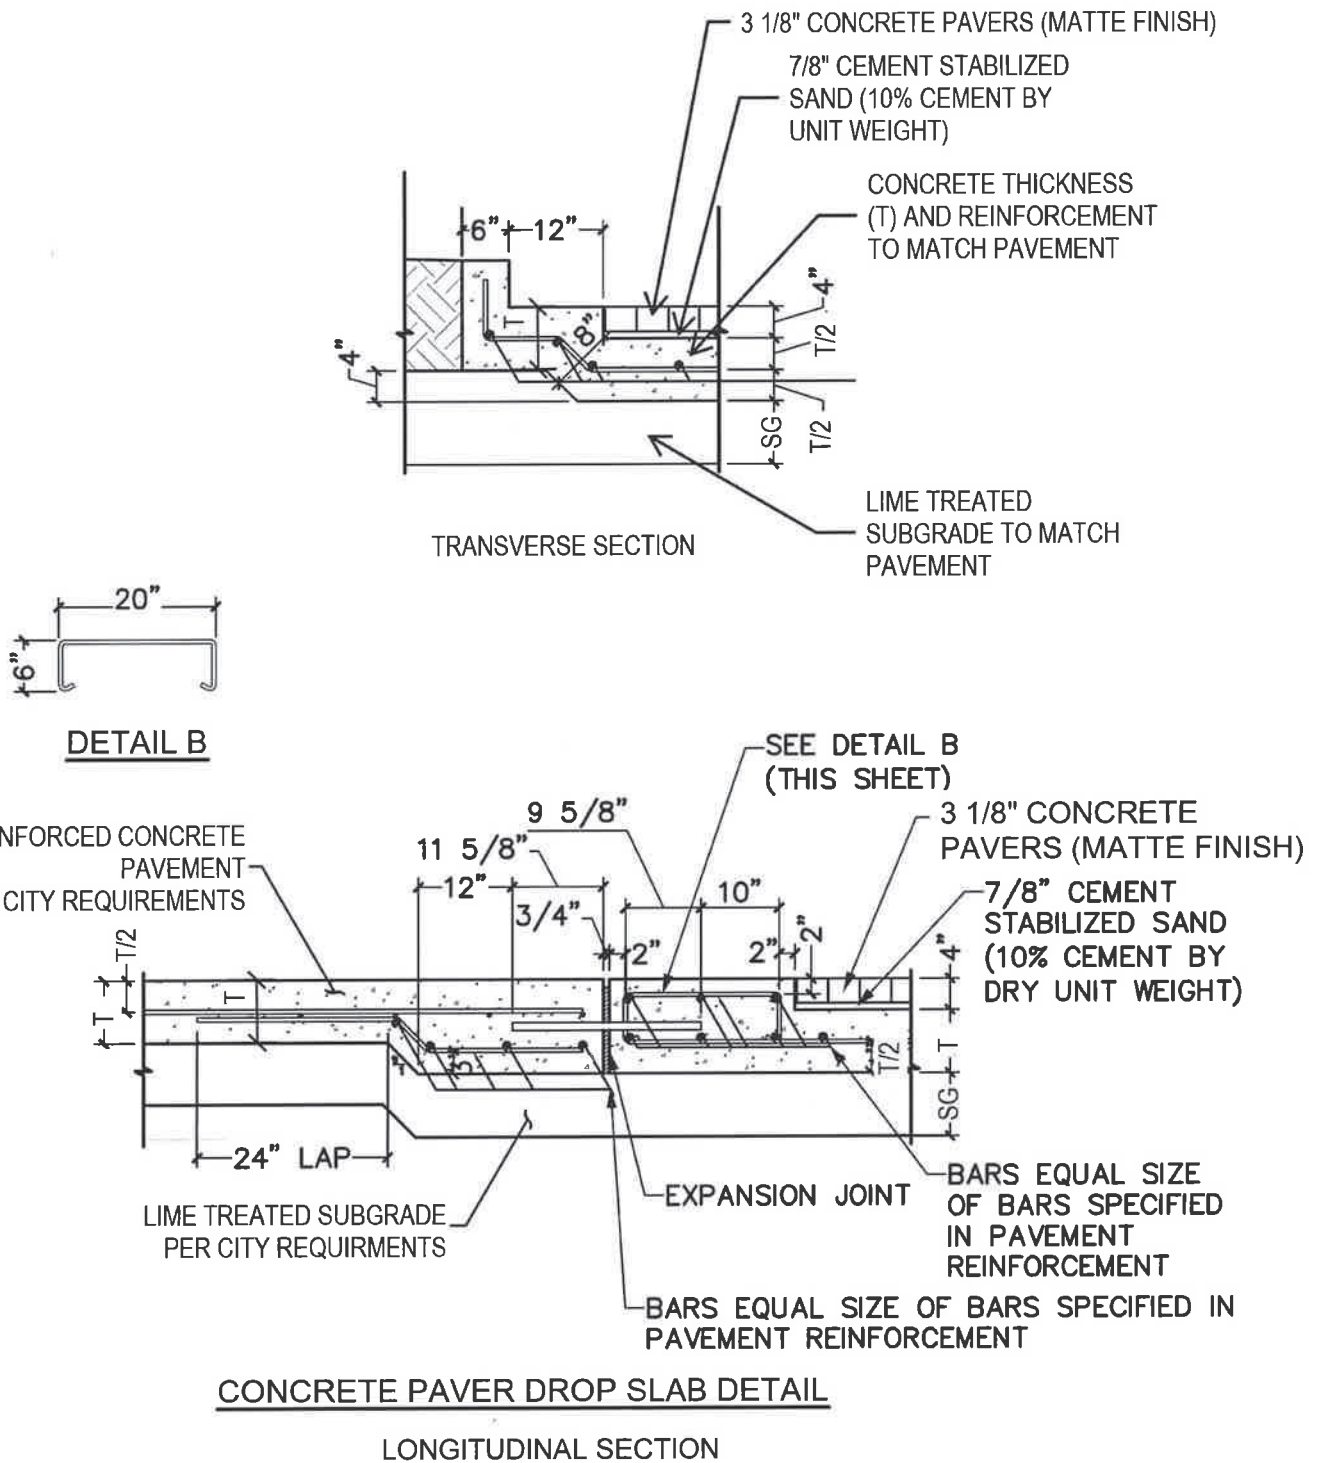 3 1/8" CONCRETE PAVERS (MATTE FINISH)
7/8" CEMENT STABILIZED
SAND (10% CEMENT BY
UNIT WEIGHT)
CONCRETE THICKNESS
(T) AND REINFORCEMENT
TO MATCH PAVEMENT
6"
12"
4"
T
8"
T/2
4"
SG
T/2
LIME TREATED
SUBGRADE TO MATCH
PAVEMENT
TRANSVERSE SECTION
20"
6"
DETAIL B
SEE DETAIL B
(THIS SHEET)
9 5/8"
3 1/8" CONCRETE
PAVERS (MATTE FINISH)
NFORCED CONCRETE
PAVEMENT
CITY REQUIREMENTS
11 5/8"
12"
10"
3/4"
2"
2"
2"
4"
7/8" CEMENT
STABILIZED SAND
(10% CEMENT BY
DRY UNIT WEIGHT)
T/2
T
T
3"
T/2
T
SG
24" LAP
EXPANSION JOINT
BARS EQUAL SIZE
OF BARS SPECIFIED
IN PAVEMENT
REINFORCEMENT
LIME TREATED SUBGRADE
PER CITY REQUIRMENTS
BARS EQUAL SIZE OF BARS SPECIFIED IN
PAVEMENT REINFORCEMENT
CONCRETE PAVER DROP SLAB DETAIL
LONGITUDINAL SECTION